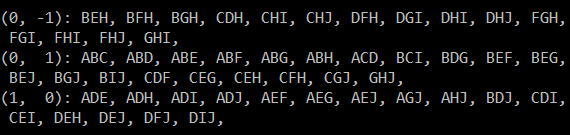 (0, -1): BEH, BFH, BGH, CDH, CHI, CHJ, DFH, DGI, DHI, DHJ, FGH,
FGI, FHI, FHJ, GHI,
(0,  1): ABC, ABD, ABE, ABF, ABG, ABH, ACD, BCI, BDG, BEF, BEG,
BEJ, BGJ, BIJ, CDF, CEG, CEH, CFH, CGJ, GHJ,
(1,  0): ADE, ADH, ADI, ADJ, AEF, AEG, AEJ, AGJ, AHJ, BDJ, CDI,
CEI, DEH, DEJ, DFJ, DIJ,